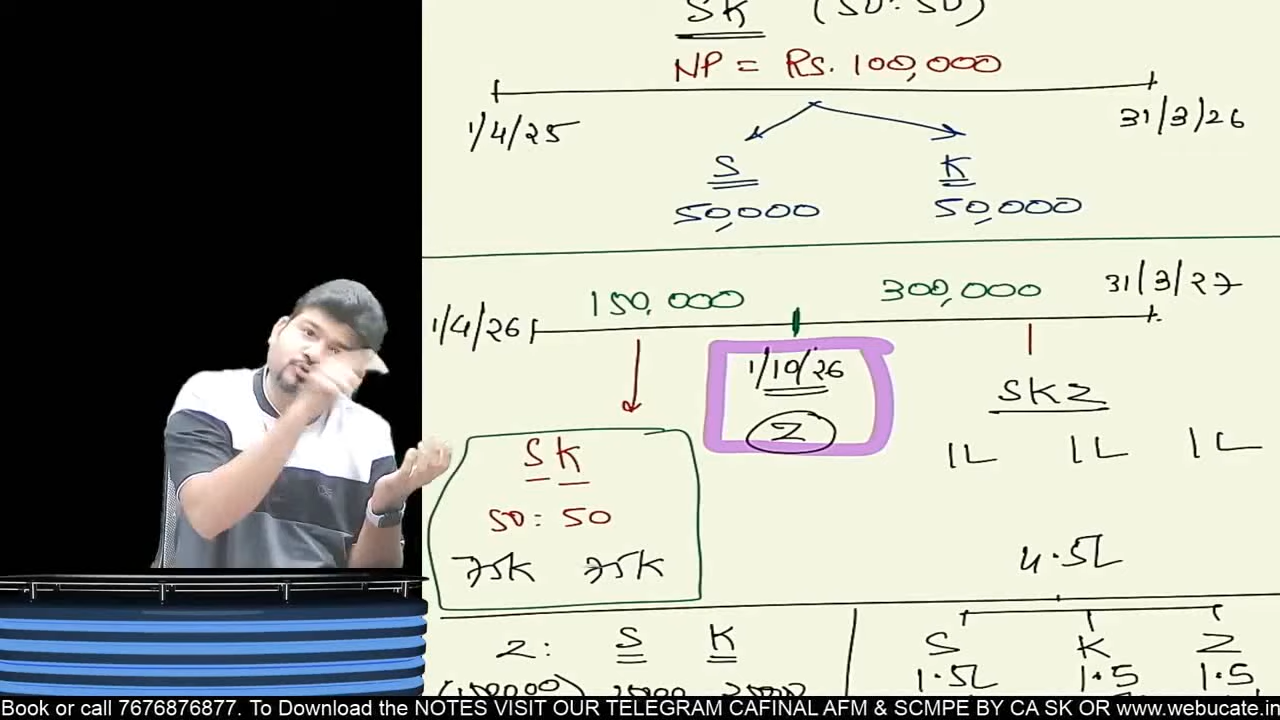 SK (50:50)
NP = Rs. 100,000
1/4/25
31/3/26
S K
50,000 50,000
150,000 300,000
1/4/26
31/3/27
1/10/26
Z
SKZ
1L 1L 1L
SK
50:50
75K 75K
4.5L
Z: S K
S K Z
1.5L 1.5 1.5
Book or call 7676876877. To Download the NOTES VISIT OUR TELEGRAM CAFINAL AFM & SCMPE BY CA SK OR www.webucate.in